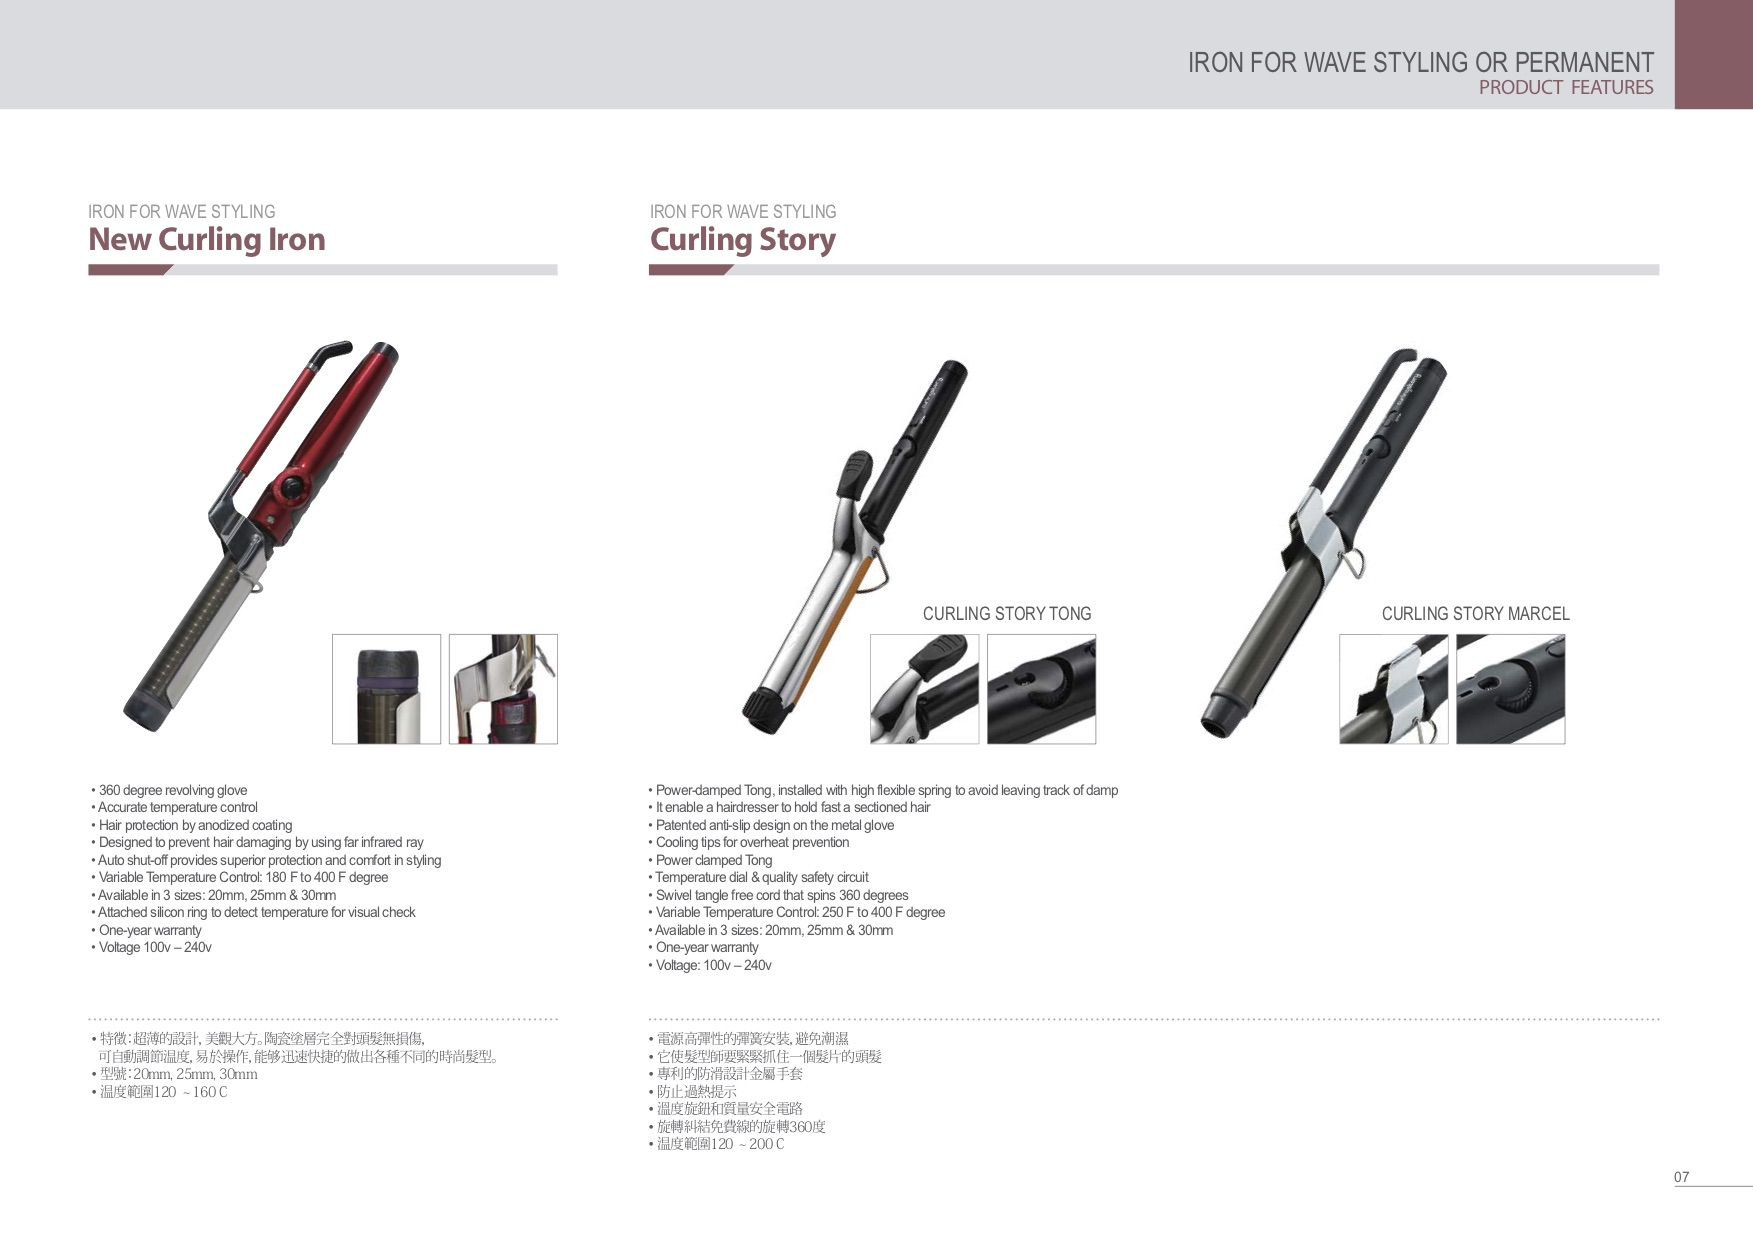 IRON FOR WAVE STYLING OR PERMANENT
PRODUCT FEATURES
IRON FOR WAVE STYLING
New Curling Iron
IRON FOR WAVE STYLING
Curling Story
CURLING STORY TONG
CURLING STORY MARCEL
• 360 degree revolving glove
• Accurate temperature control
• Hair protection by anodized coating
• Designed to prevent hair damaging by using far infrared ray
• Auto shut-off provides superior protection and comfort in styling
• Variable Temperature Control: 180 F to 400 F degree
• Available in 3 sizes: 20mm, 25mm & 30mm
• Attached silicon ring to detect temperature for visual check
• One-year warranty
• Voltage 100v – 240v
• Power-damped Tong, installed with high flexible spring to avoid leaving track of damp
• It enable a hairdresser to hold fast a sectioned hair
• Patented anti-slip design on the metal glove
• Cooling tips for overheat prevention
• Power clamped Tong
• Temperature dial & quality safety circuit
• Swivel tangle free cord that spins 360 degrees
• Variable Temperature Control: 250 F to 400 F degree
• Available in 3 sizes: 20mm, 25mm & 30mm
• One-year warranty
• Voltage: 100v – 240v
• 特徵：超薄的設計, 美觀大方。陶瓷塗層完全對頭髮無損傷,
可自動調節温度, 易於操作, 能够迅速快捷的做出各種不同的時尚髮型。
• 型號：20mm, 25mm, 30mm
• 温度範圍120 ~ 160 C
• 電源高彈性的彈簧安裝, 避免潮濕
• 它使髮型師要緊緊抓住一個髮片的頭髮
• 專利的防滑設計金屬手套
• 防止過熱提示
• 溫度旋鈕和質量安全電路
• 旋轉糾結免費線的旋轉360度
• 温度範圍120 ~ 200 C
07